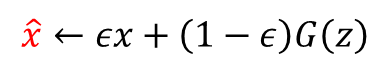 x̂ ← ϵx + (1 − ϵ)G(z)